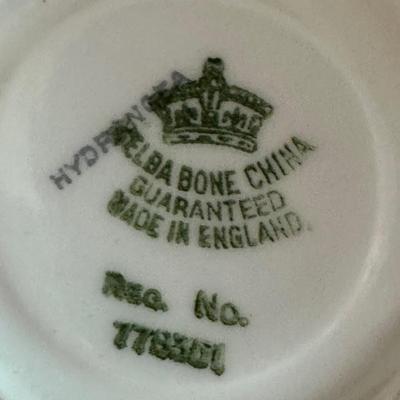 HYDRANGEA
MELBA BONE CHINA
GUARANTEED
MADE IN ENGLAND.
REG. NO.